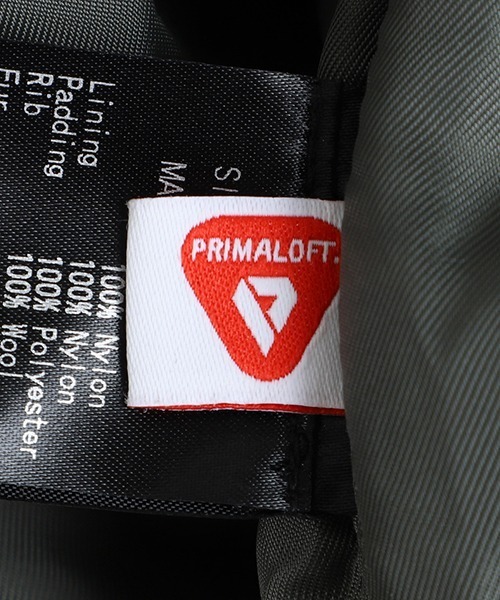 PRIMALOFT.
Lining
Padding
Rib
Fur
100% Nylon
100% Nylon
100% Polyester
100% Wool